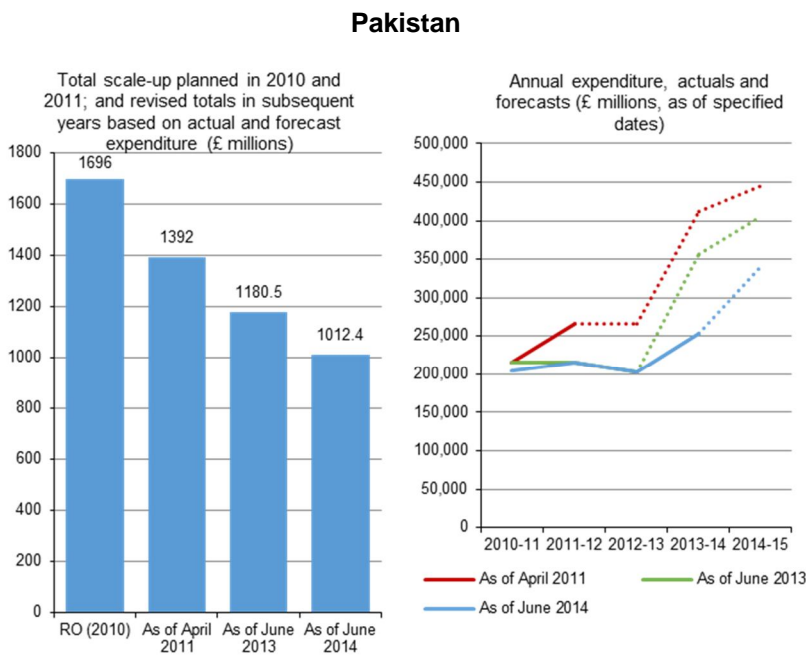 Pakistan
Total scale-up planned in 2010 and
2011; and revised totals in subsequent
years based on actual and forecast
expenditure (£ millions)
1800
1600
1400
1200
1000
800
600
400
200
0
1696
1392
1180.5
1012.4
RO (2010)
As of April
2011
As of June
2013
As of June
2014
Annual expenditure, actuals and
forecasts (£ millions, as of specified
dates)
500,000
450,000
400,000
350,000
300,000
250,000
200,000
150,000
100,000
50,000
0
2010-11 2011-12 2012-13 2013-14 2014-15
As of April 2011
As of June 2013
As of June 2014